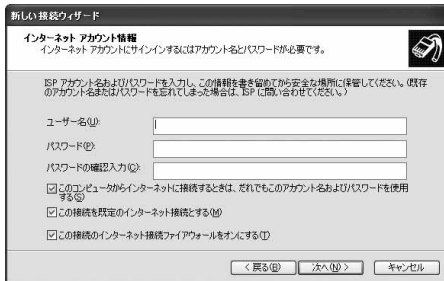 新しい接続ウィザード
インターネット アカウント情報
インターネット アカウントにサインインするにはアカウント名とパスワードが必要です。
ISP アカウント名およびパスワードを入力し、この情報を書き留めてから安全な場所に保管してください。(既存
のアカウント名またはパスワードを忘れてしまった場合は、ISP に問い合わせてください。)
ユーザー名(U):
パスワード(P):
パスワードの確認入力(C):
このコンピュータからインターネットに接続するときは、だれでもこのアカウント名およびパスワードを使用
する(S)
この接続を既定のインターネット接続とする(M)
この接続のインターネット接続ファイアウォールをオンにする(T)
< 戻る(B)
次へ(N) >
キャンセル